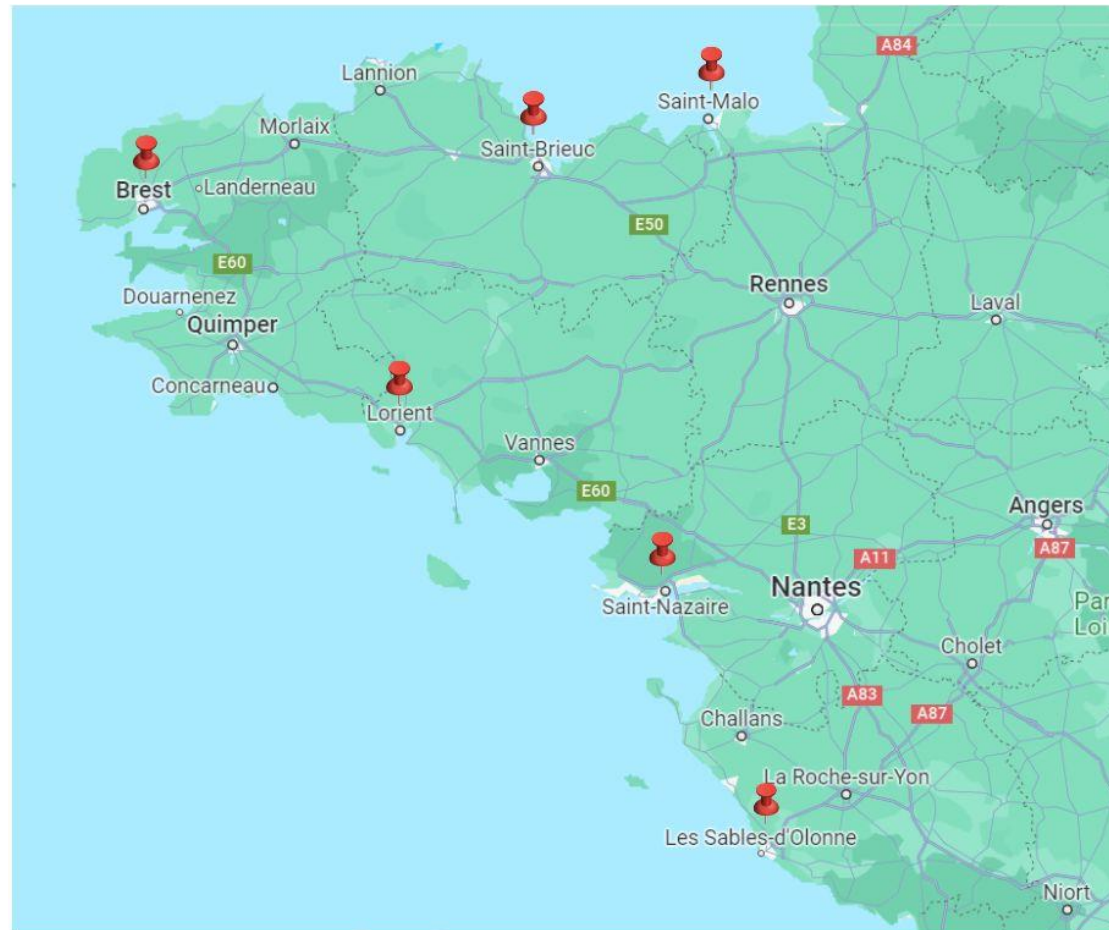 A84
Lannion
Saint-Malo
Morlaix
Saint-Brieuc
Brest
Landerneau
E50
E60
Rennes
Douarnenez
Laval
Quimper
Concarneau
Lorient
Vannes
E60
Angers
E3
A87
A11
Nantes
Saint-Nazaire
Par
Loi
Cholet
A83
A87
Challans
La Roche-sur-Yon
Les Sables-d'Olonne
Niort